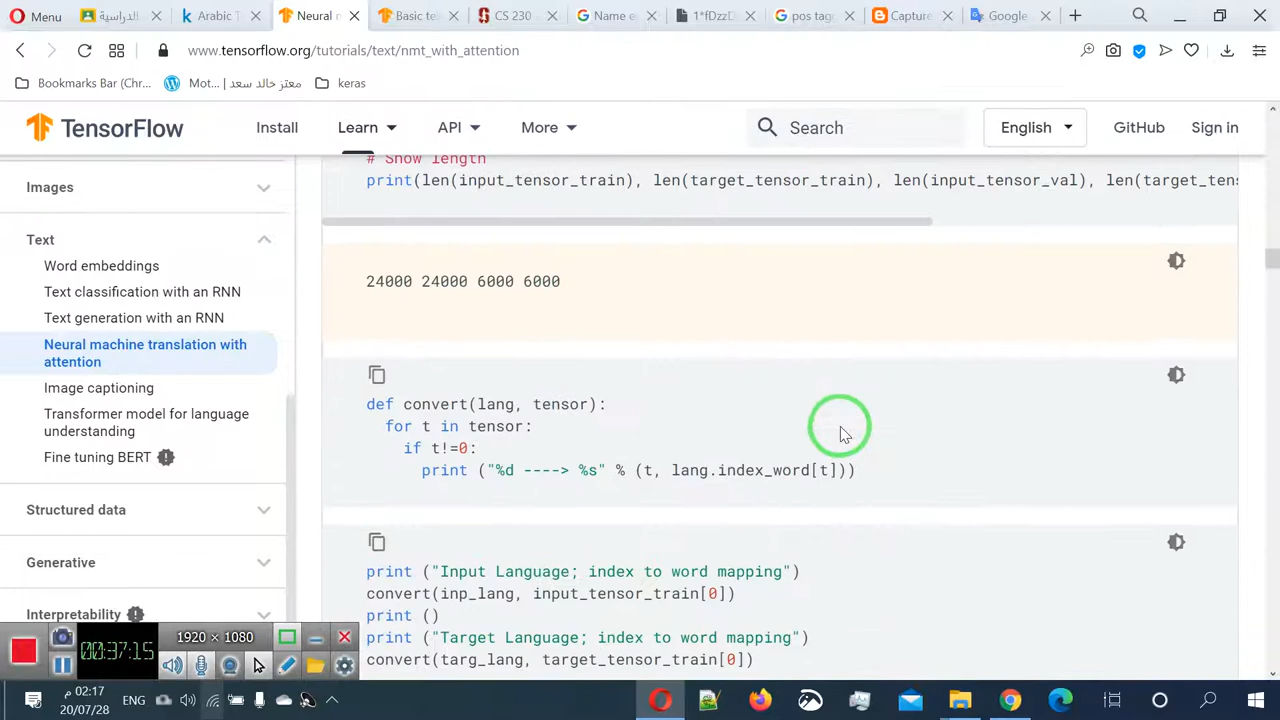 Menu
الدراسية
Arabic T
Neural m
Basic te
CS 230
Name e
1*fDzzD
pos tag
Capture
Google
www.tensorflow.org/tutorials/text/nmt_with_attention
Bookmarks Bar (Chr...
Mot... | معتز خالد سعد
keras
TensorFlow
Install
Learn
API
More
Search
English
GitHub
Sign in
Images
Text
Word embeddings
Text classification with an RNN
Text generation with an RNN
Neural machine translation with
attention
Image captioning
Transformer model for language
understanding
Fine tuning BERT
Structured data
Generative
Interpretability
# Show length
print(len(input_tensor_train), len(target_tensor_train), len(input_tensor_val), len(target_tens
24000 24000 6000 6000
def convert(lang, tensor):
for t in tensor:
if t!=0:
print ("%d ----> %s" % (t, lang.index_word[t]))
print ("Input Language; index to word mapping")
convert(inp_lang, input_tensor_train[0])
print ()
print ("Target Language; index to word mapping")
convert(targ_lang, target_tensor_train[0])
00:37:15
1920 × 1080
02:17 م
20/07/28
ENG